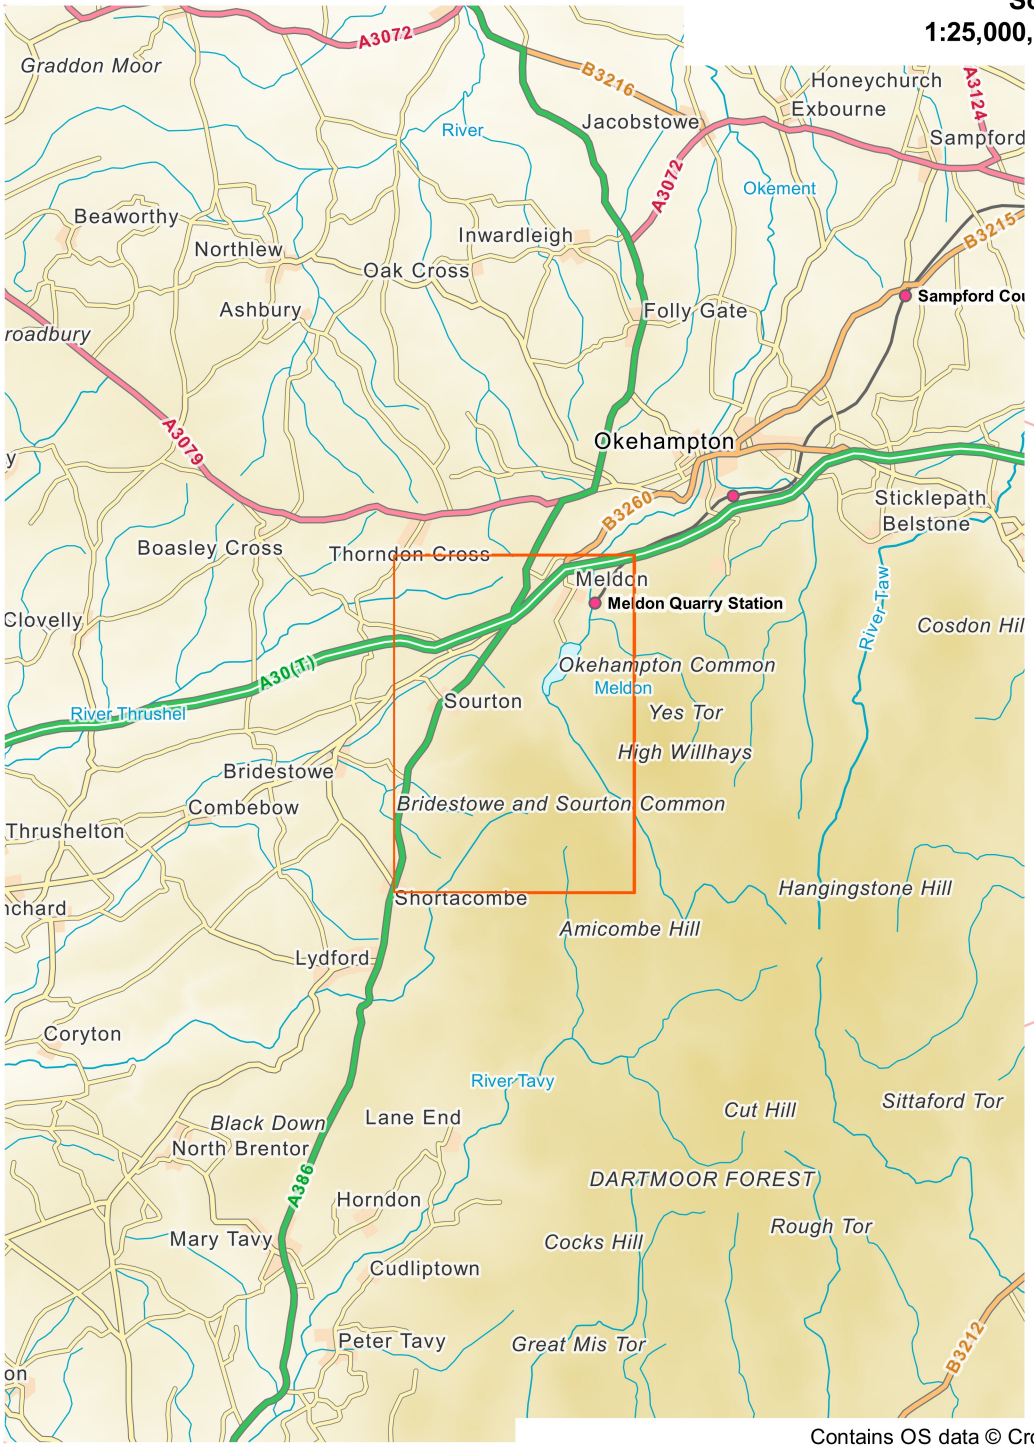 1:25,000,
A3072
Graddon Moor
B3216
Honeychurch
A3124
Exbourne
River
Jacobstowe
Sampford
A3072
Okement
Beaworthy
Inwardleigh
B3215
Northlew
Oak Cross
Sampford Cou
Ashbury
Folly Gate
roadbury
A3079
Okehampton
y
Sticklepath
B3260
Belstone
Boasley Cross
Thorndon Cross
Meldon
Meldon Quarry Station
River Taw
Clovelly
Cosdon Hil
Okehampton Common
A30(T)
Meldon
Sourton
River Thrushel
Yes Tor
High Willhays
Bridestowe
Combebow
Bridestowe and Sourton Common
Thrushelton
Hangingstone Hill
Shortacombe
nchard
Amicombe Hill
Lydford
Coryton
River Tavy
Sittaford Tor
Cut Hill
Lane End
Black Down
North Brentor
DARTMOOR FOREST
A386
Horndon
Rough Tor
Mary Tavy
Cocks Hill
Cudliptown
Peter Tavy
Great Mis Tor
B3212
on
Contains OS data © Cro